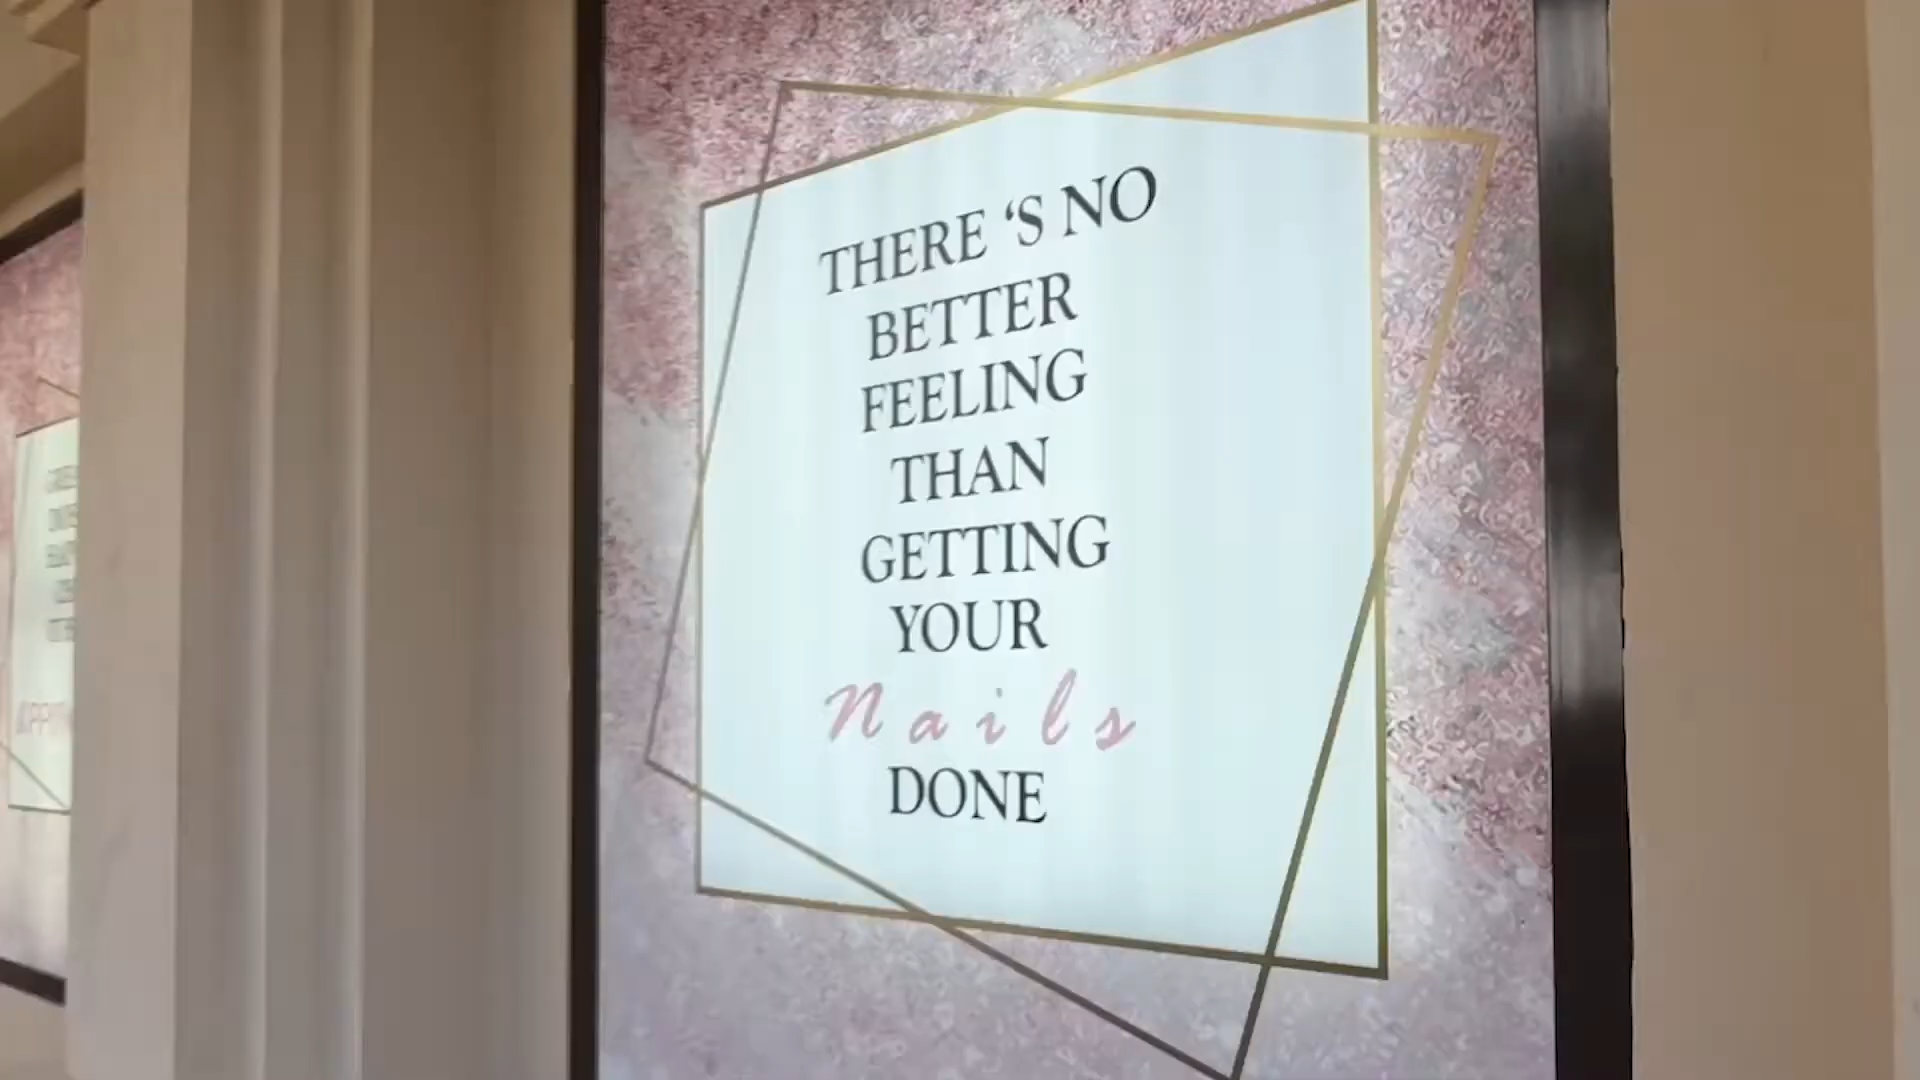 THERE ‘S NO
BETTER
FEELING
THAN
GETTING
YOUR
Nails
DONE